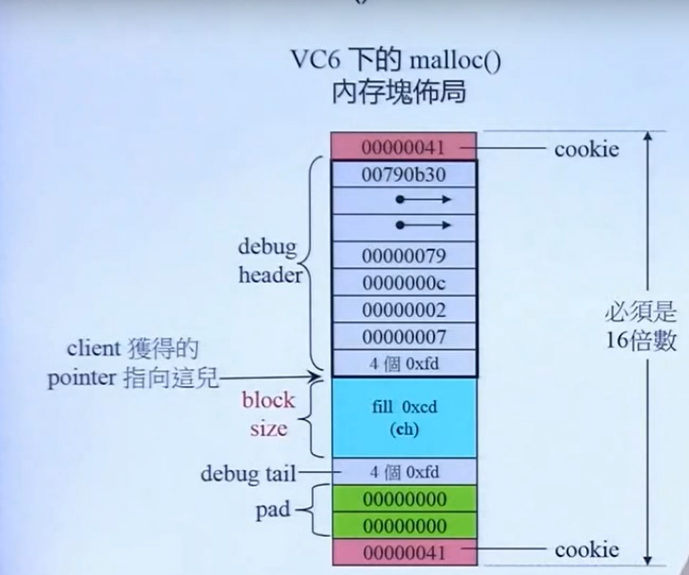 VC6 下的 malloc()
內存塊佈局
00000041
cookie
00790b30
debug
header
00000079
0000000c
00000002
00000007
4 個 0xfd
必須是
16倍數
client 獲得的
pointer 指向這兒
block
size
fill 0xcd
(ch)
debug tail
4 個 0xfd
pad
00000000
00000000
00000041
cookie